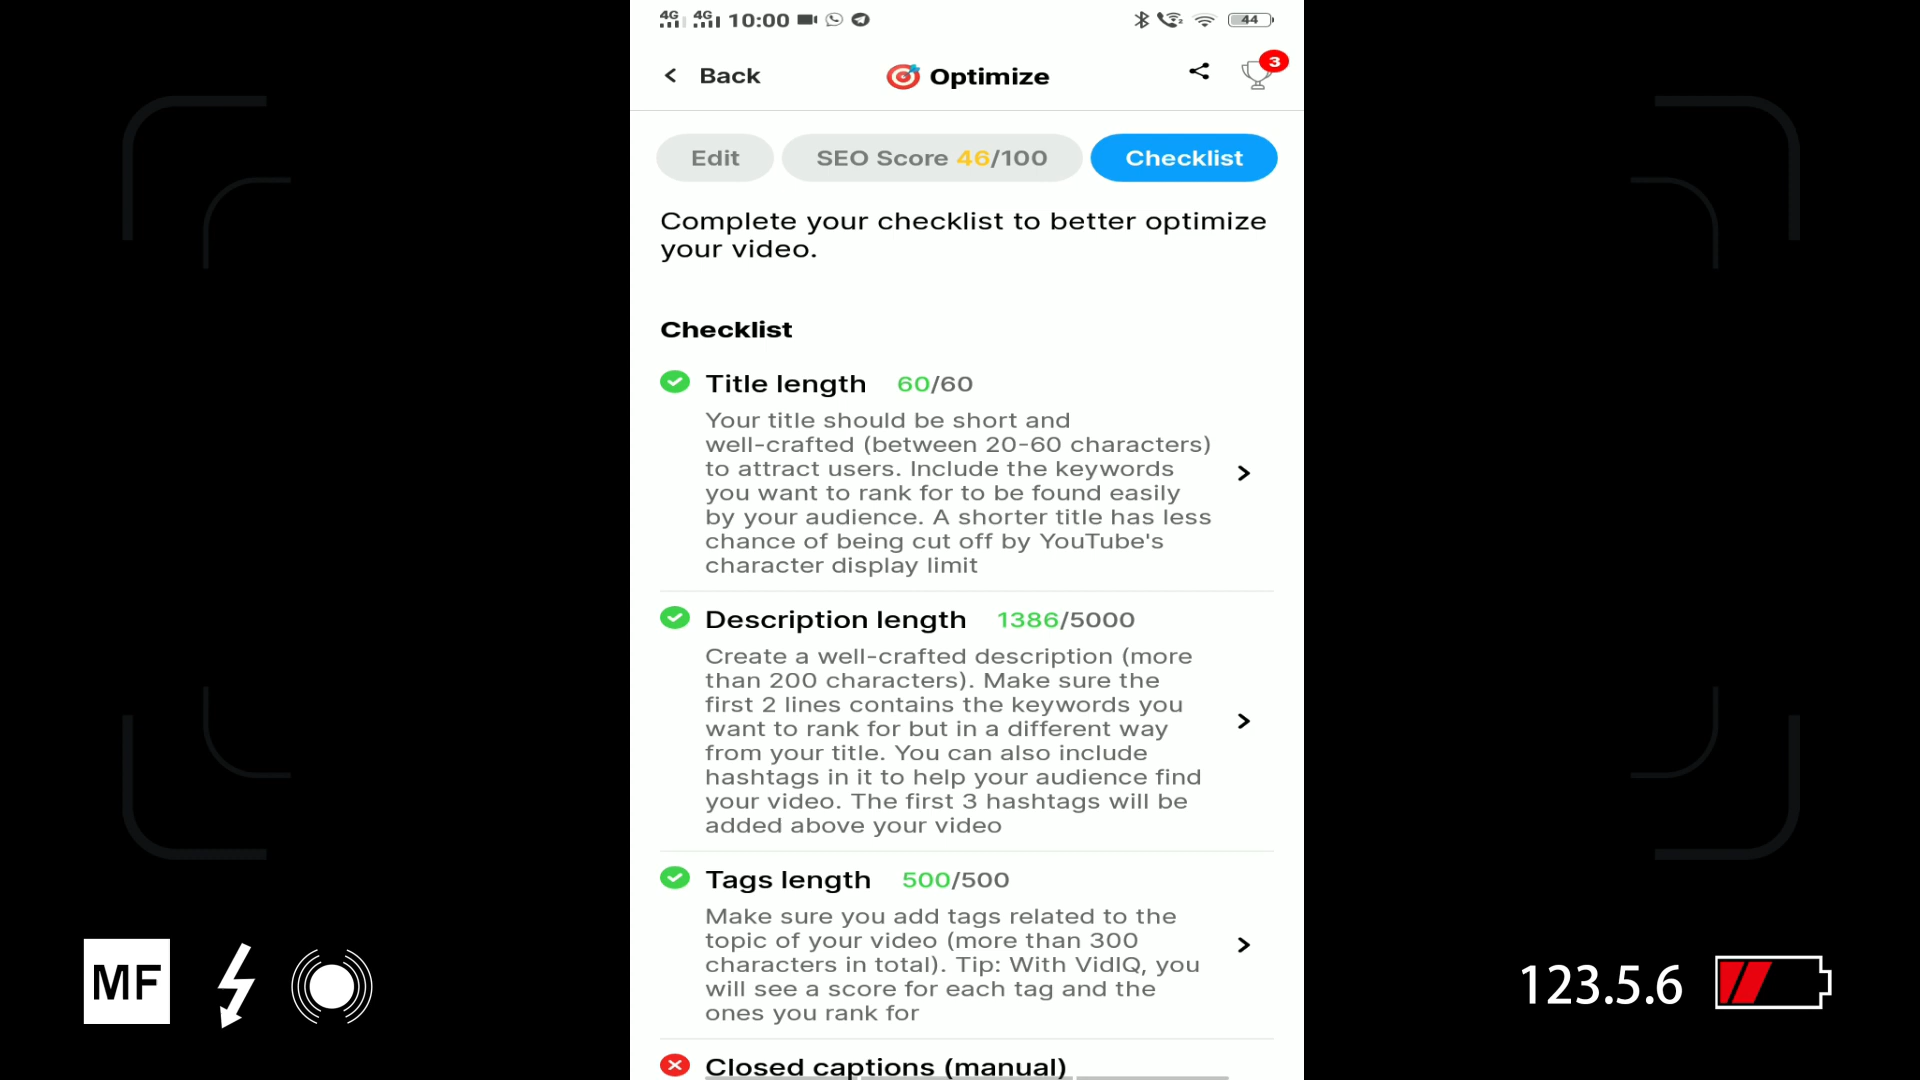 4G 4G 10:00 44
Back Optimize 3
Edit SEO Score 46/100 Checklist
Complete your checklist to better optimize
your video.
Checklist
Title length 60/60
Your title should be short and
well-crafted (between 20-60 characters)
to attract users. Include the keywords
you want to rank for to be found easily
by your audience. A shorter title has less
chance of being cut off by YouTube's
character display limit
Description length 1386/5000
Create a well-crafted description (more
than 200 characters). Make sure the
first 2 lines contains the keywords you
want to rank for but in a different way
from your title. You can also include
hashtags in it to help your audience find
your video. The first 3 hashtags will be
added above your video
Tags length 500/500
Make sure you add tags related to the
topic of your video (more than 300
characters in total). Tip: With VidIQ, you
will see a score for each tag and the
ones you rank for
Closed captions (manual)
MF
123.5.6